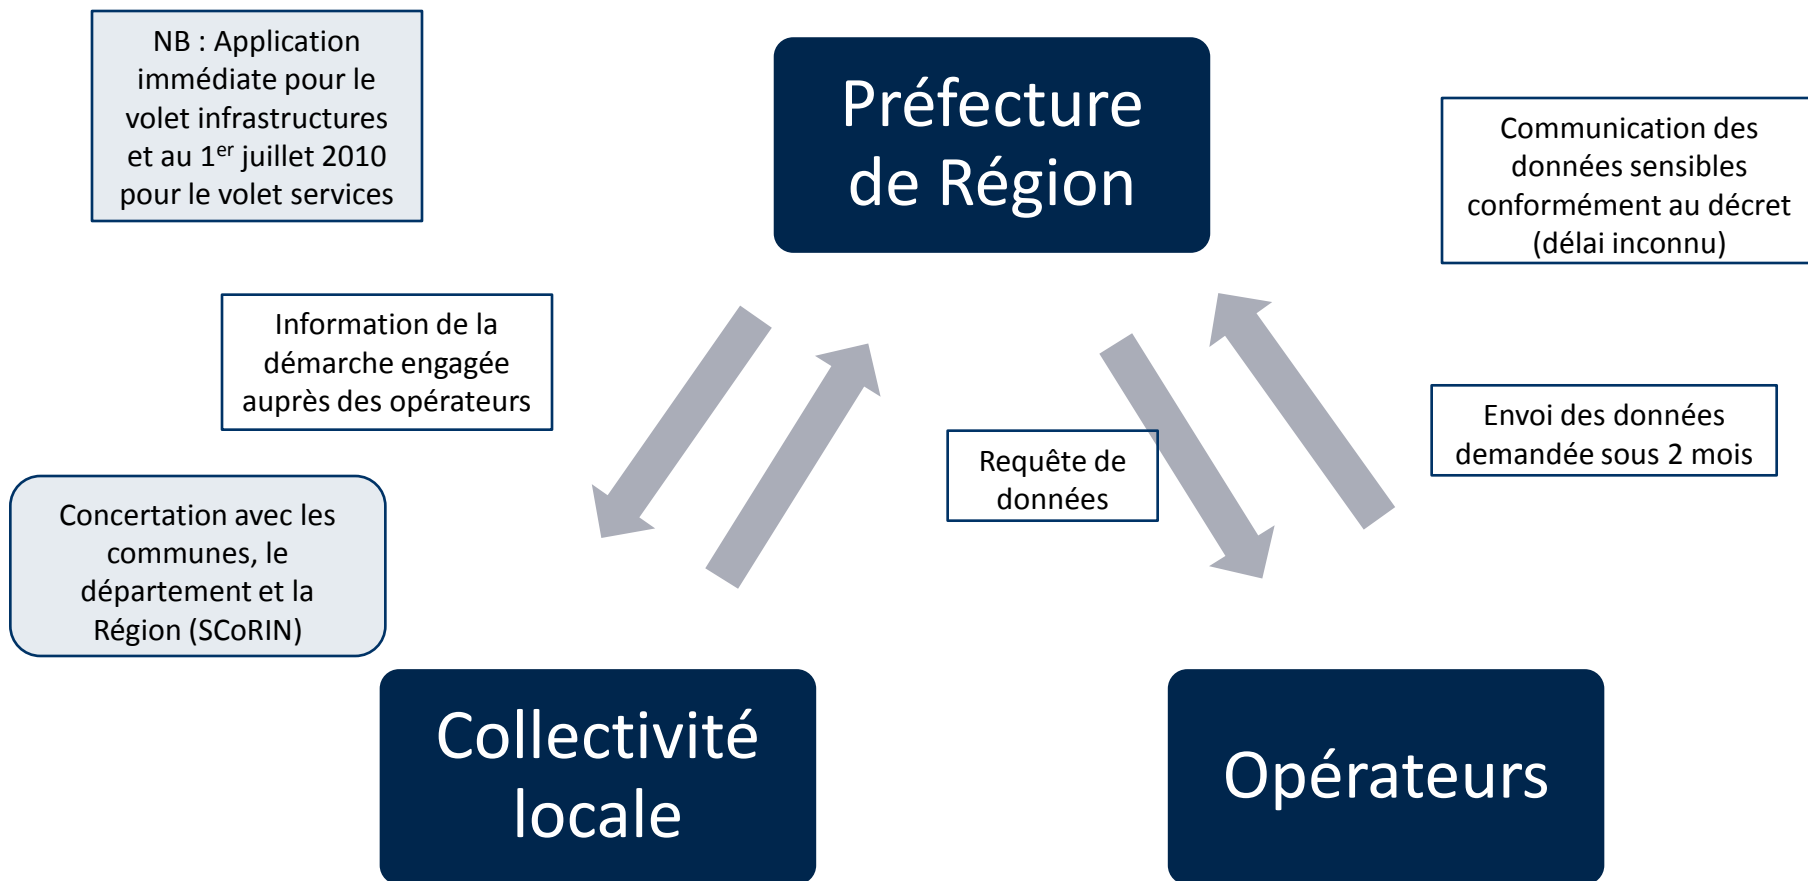 NB : Application
immédiate pour le
volet infrastructures
et au 1er juillet 2010
pour le volet services
Préfecture
de Région
Communication des
données sensibles
conformément au décret
(délai inconnu)
Information de la
démarche engagée
auprès des opérateurs
Requête de
données
Envoi des données
demandée sous 2 mois
Concertation avec les
communes, le
département et la
Région (SCoRIN)
Collectivité
locale
Opérateurs